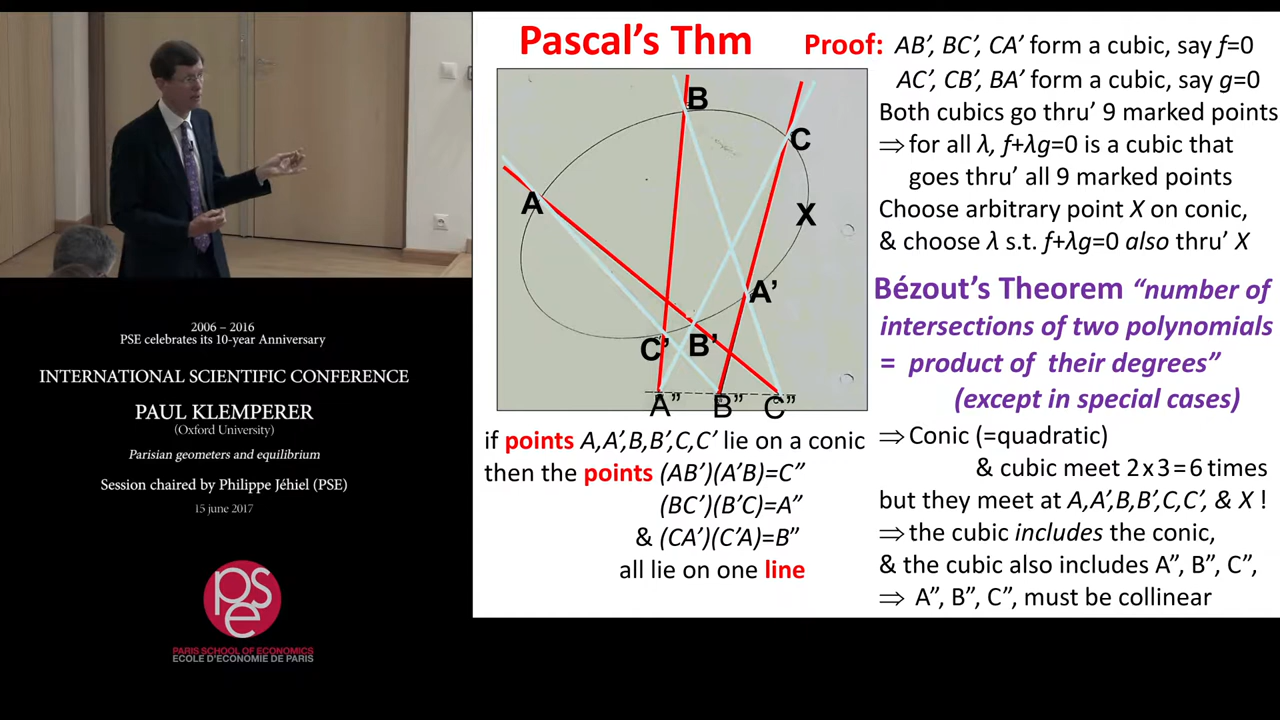 Pascal’s Thm
Proof: AB’, BC’, CA’ form a cubic, say f=0
AC’, CB’, BA’ form a cubic, say g=0
Both cubics go thru’ 9 marked points
⇒ for all λ, f+λg=0 is a cubic that
goes thru’ all 9 marked points
Choose arbitrary point X on conic,
& choose λ s.t. f+λg=0 also thru’ X
Bézout’s Theorem “number of
intersections of two polynomials
= product of their degrees”
(except in special cases)
⇒ Conic (=quadratic)
& cubic meet 2 x 3 = 6 times
but they meet at A,A’,B,B’,C,C’, & X !
⇒ the cubic includes the conic,
& the cubic also includes A”, B”, C”,
⇒ A”, B”, C”, must be collinear
B
C
A
X
A’
C’
B’
A”
B”
C”
if points A,A’,B,B’,C,C’ lie on a conic
then the points (AB’)(A’B)=C”
(BC’)(B’C)=A”
& (CA’)(C’A)=B”
all lie on one line
2006 – 2016
PSE celebrates its 10-year Anniversary
INTERNATIONAL SCIENTIFIC CONFERENCE
PAUL KLEMPERER
(Oxford University)
Parisian geometers and equilibrium
Session chaired by Philippe Jéhiel (PSE)
15 june 2017
pse
PARIS SCHOOL OF ECONOMICS
ECOLE D'ECONOMIE DE PARIS